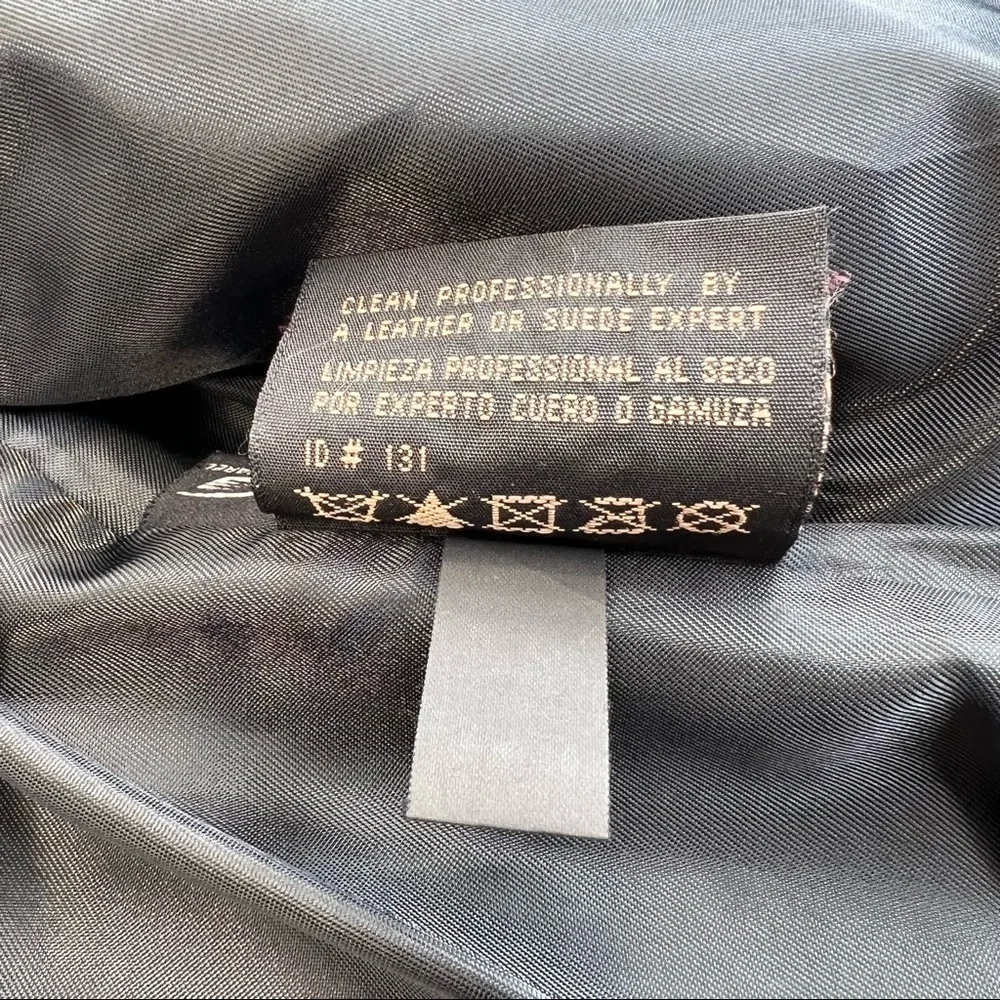 CLEAN PROFESSIONALLY BY
A LEATHER OR SUEDE EXPERT
LIMPIEZA PROFESSIONAL AL SECO
POR EXPERTO CUERO O GAMUZA
ID # 131